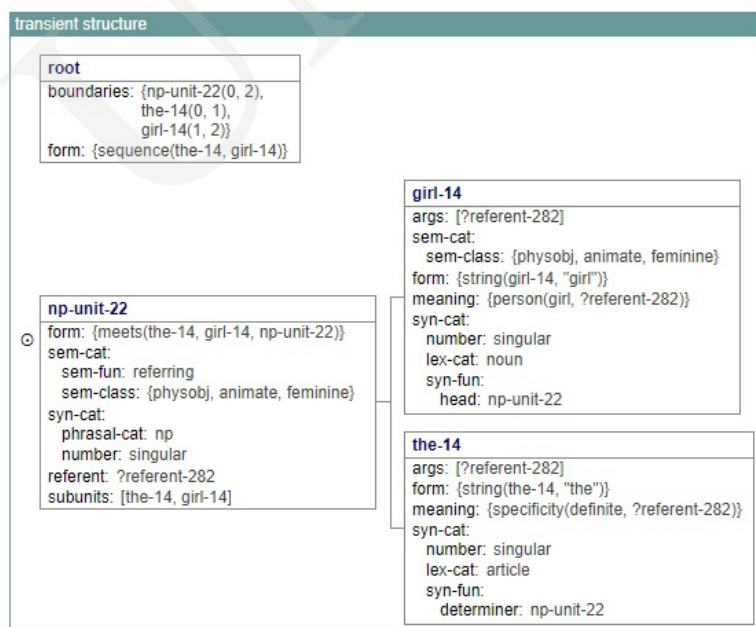 transient structure
root
boundaries: {np-unit-22(0, 2),
the-14(0, 1),
girl-14(1, 2)}
form: {sequence(the-14, girl-14)}
np-unit-22
form: {meets(the-14, girl-14, np-unit-22)}
sem-cat:
sem-fun: referring
sem-class: {physobj, animate, feminine}
syn-cat:
phrasal-cat: np
number: singular
referent: ?referent-282
subunits: [the-14, girl-14]
girl-14
args: [?referent-282]
sem-cat:
sem-class: {physobj, animate, feminine}
form: {string(girl-14, "girl")}
meaning: {person(girl, ?referent-282)}
syn-cat:
number: singular
lex-cat: noun
syn-fun:
head: np-unit-22
the-14
args: [?referent-282]
form: {string(the-14, "the")}
meaning: {specificity(definite, ?referent-282)}
syn-cat:
number: singular
lex-cat: article
syn-fun:
determiner: np-unit-22